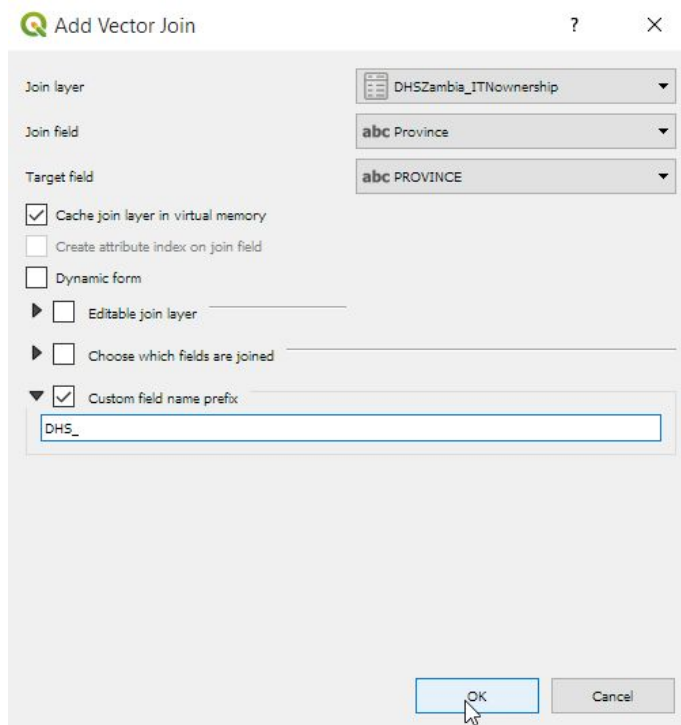 Add Vector Join ? ×
Join layer DHSZambia_ITNownership
Join field abc Province
Target field abc PROVINCE
Cache join layer in virtual memory
Create attribute index on join field
Dynamic form
Editable join layer
Choose which fields are joined
Custom field name prefix
DHS_
OK Cancel